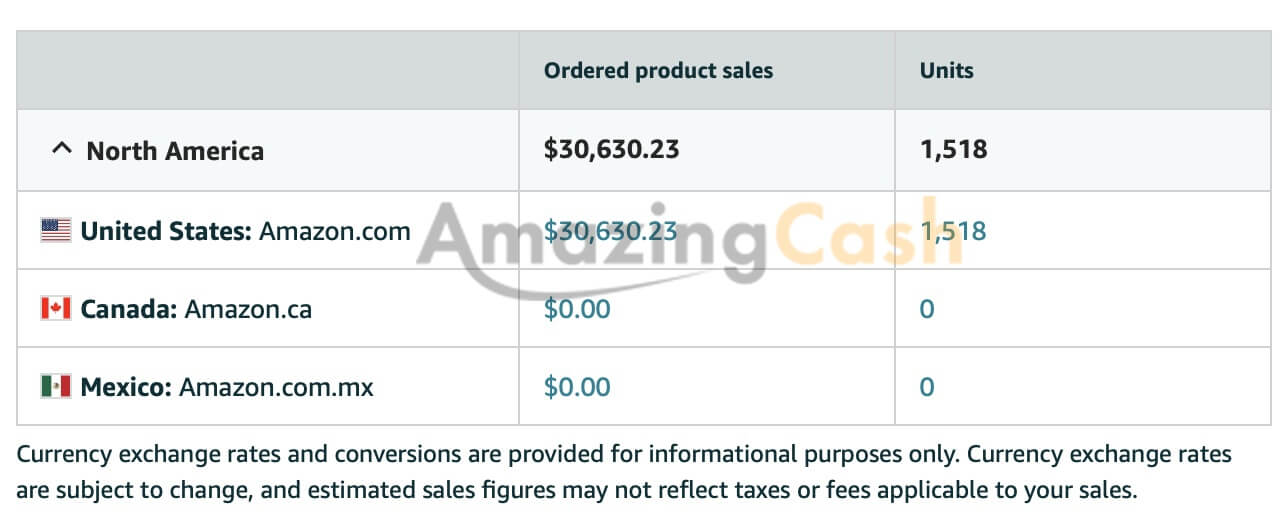 Ordered product sales Units
North America $30,630.23 1,518
United States: Amazon.com $30,630.23 1,518
AmazingCash
Canada: Amazon.ca $0.00 0
Mexico: Amazon.com.mx $0.00 0
Currency exchange rates and conversions are provided for informational purposes only. Currency exchange rates
are subject to change, and estimated sales figures may not reflect taxes or fees applicable to your sales.